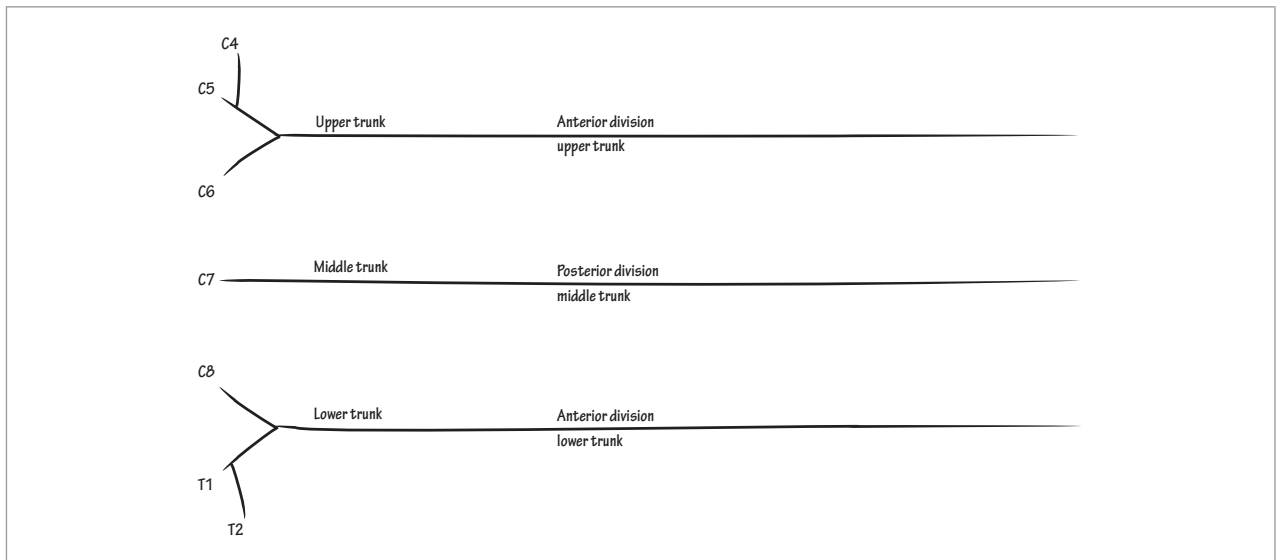 C4
C5
Upper trunk
Anterior division
upper trunk
C6
Middle trunk
Posterior division
C7
middle trunk
C8
Lower trunk
Anterior division
lower trunk
T1
T2